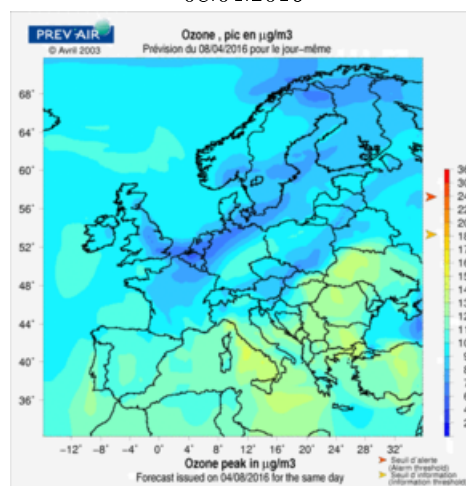 PREV'AIR
© Avril 2003
Ozone , pic en µg/m3
Prévision du 08/04/2016 pour le jour-même
68°
64°
60°
56°
52°
48°
44°
40°
36°
-12° -8° -4° 0° 4° 8° 12° 16° 20° 24° 28° 32°
Ozone peak in µg/m3
Forecast issued on 04/08/2016 for the same day
Seuil d'alerte
(Alarm threshold)
Seuil d'information
(Information threshold)